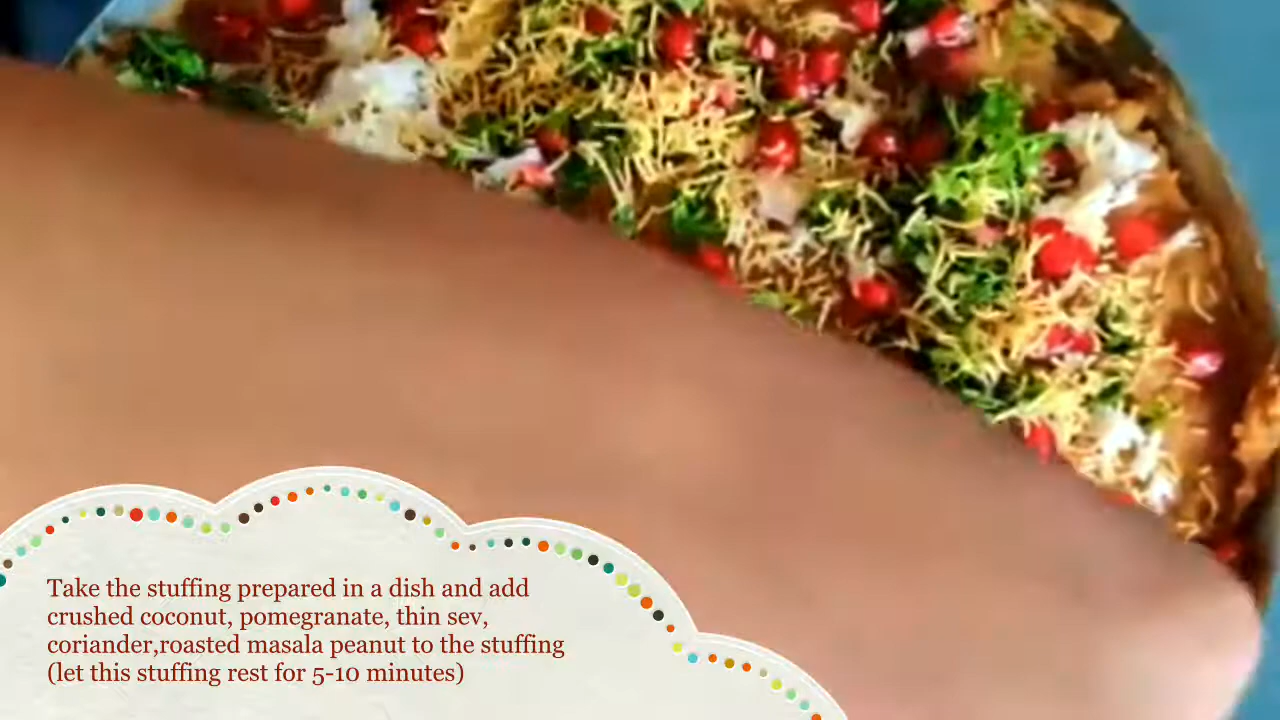 Take the stuffing prepared in a dish and add
crushed coconut, pomegranate, thin sev,
coriander,roasted masala peanut to the stuffing
(let this stuffing rest for 5-10 minutes)